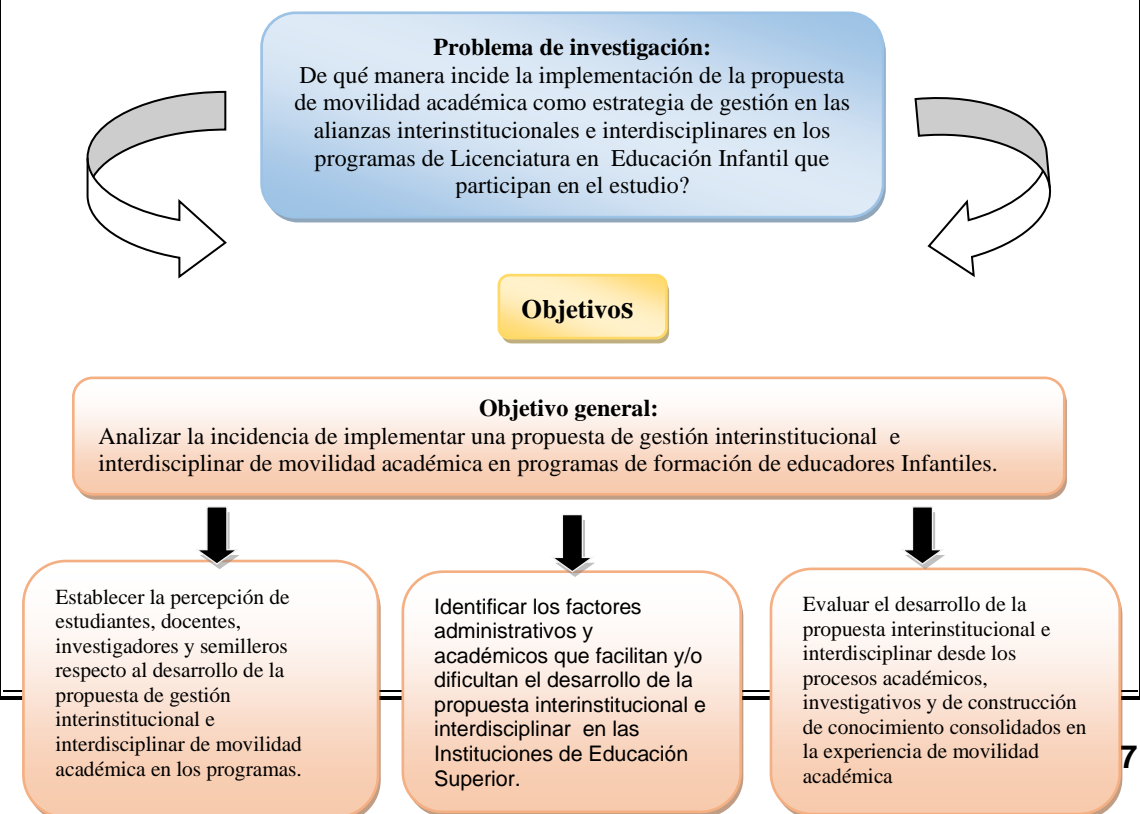 Problema de investigación:
De qué manera incide la implementación de la propuesta
de movilidad académica como estrategia de gestión en las
alianzas interinstitucionales e interdisciplinares en los
programas de Licenciatura en Educación Infantil que
participan en el estudio?
Objetivos
Objetivo general:
Analizar la incidencia de implementar una propuesta de gestión interinstitucional e
interdisciplinar de movilidad académica en programas de formación de educadores Infantiles.
Establecer la percepción de
estudiantes, docentes,
investigadores y semilleros
respecto al desarrollo de la
propuesta de gestión
interinstitucional e
interdisciplinar de movilidad
académica en los programas.
Identificar los factores
administrativos y
académicos que facilitan y/o
dificultan el desarrollo de la
propuesta interinstitucional e
interdisciplinar en las
Instituciones de Educación
Superior.
Evaluar el desarrollo de la
propuesta interinstitucional e
interdisciplinar desde los
procesos académicos,
investigativos y de construcción
de conocimiento consolidados en
la experiencia de movilidad
académica
7